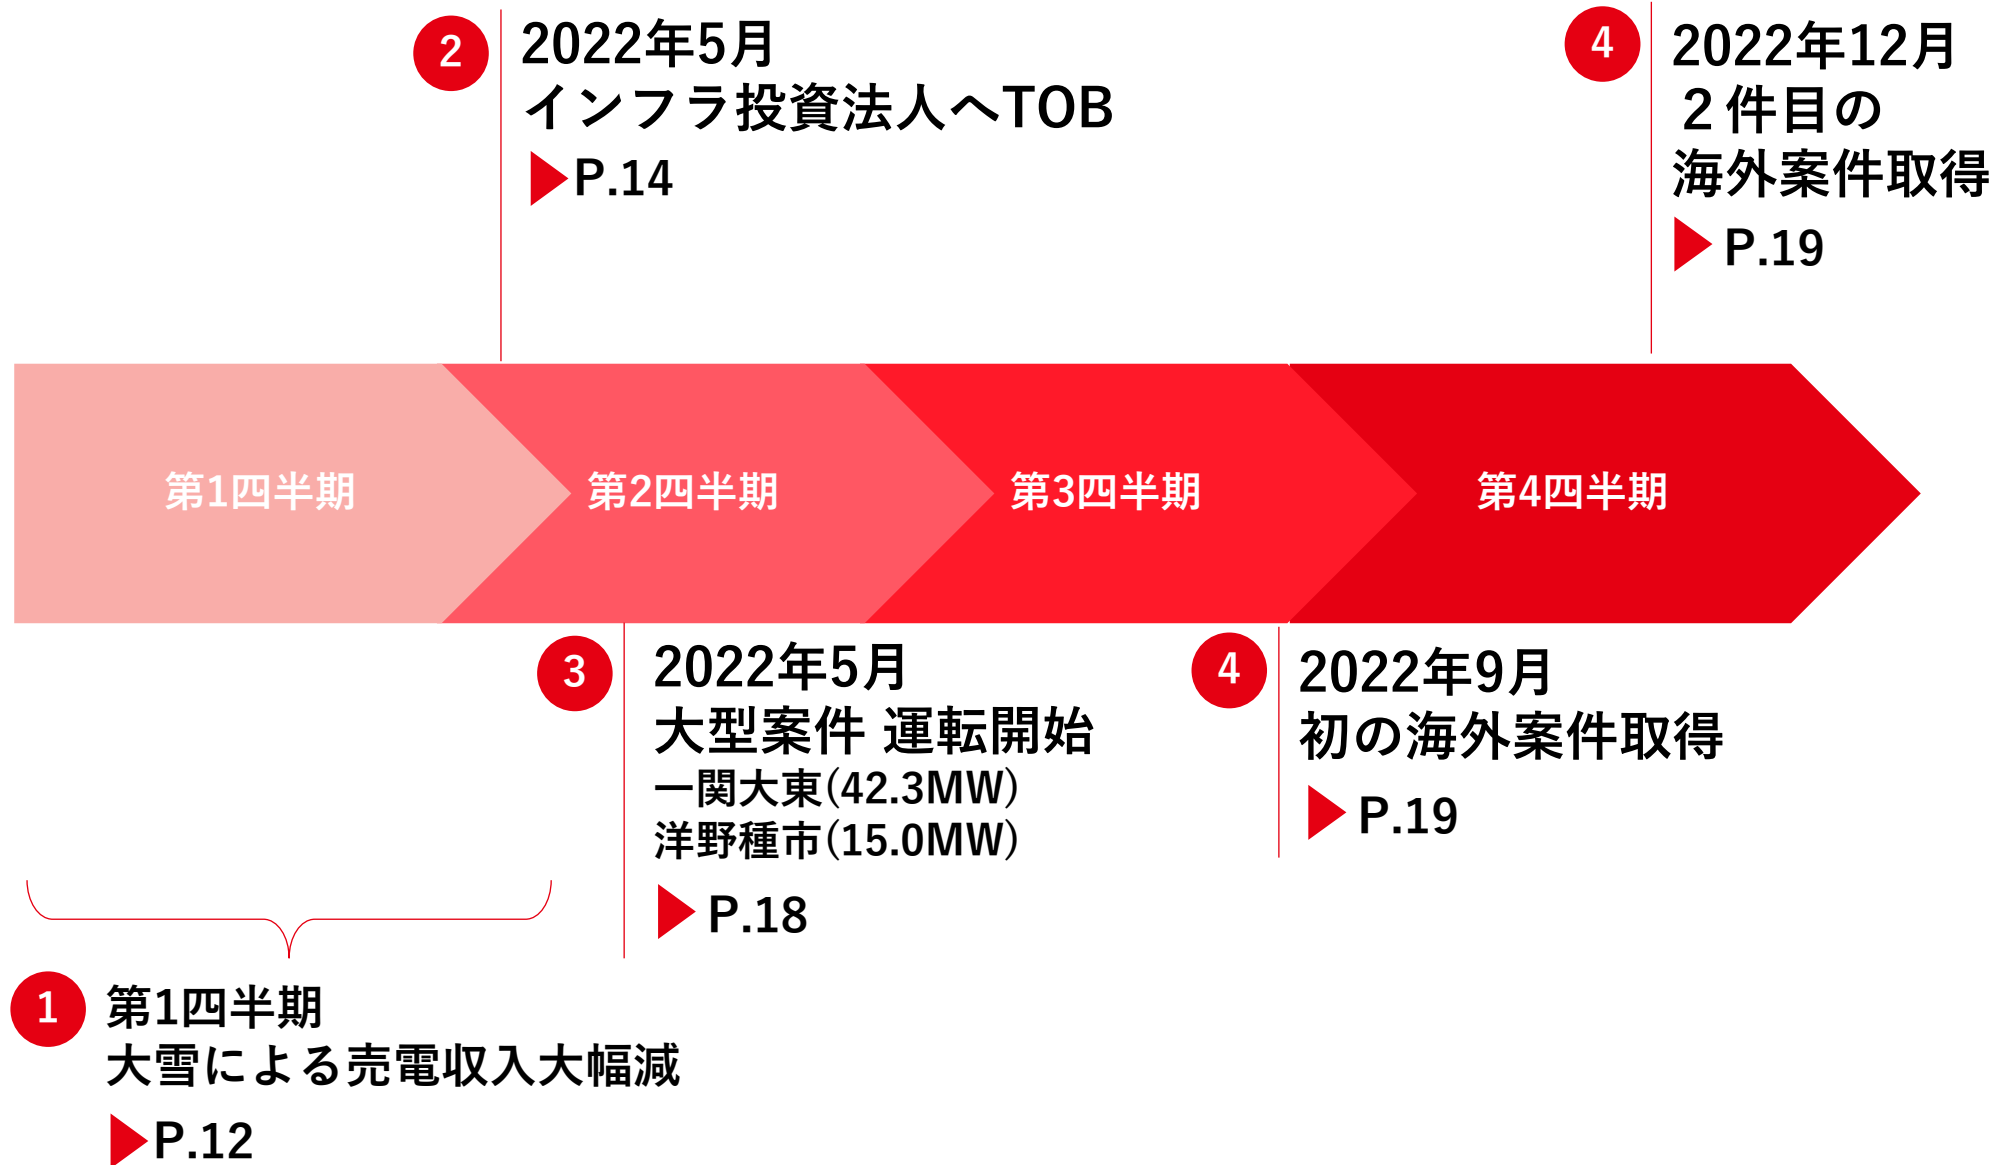 2
2022年5月
インフラ投資法人へTOB
P.14
4
2022年12月
２件目の
海外案件取得
P.19
第1四半期
第2四半期
第3四半期
第4四半期
3
2022年5月
大型案件 運転開始
一関大東(42.3MW)
洋野種市(15.0MW)
P.18
4
2022年9月
初の海外案件取得
P.19
1
第1四半期
大雪による売電収入大幅減
P.12